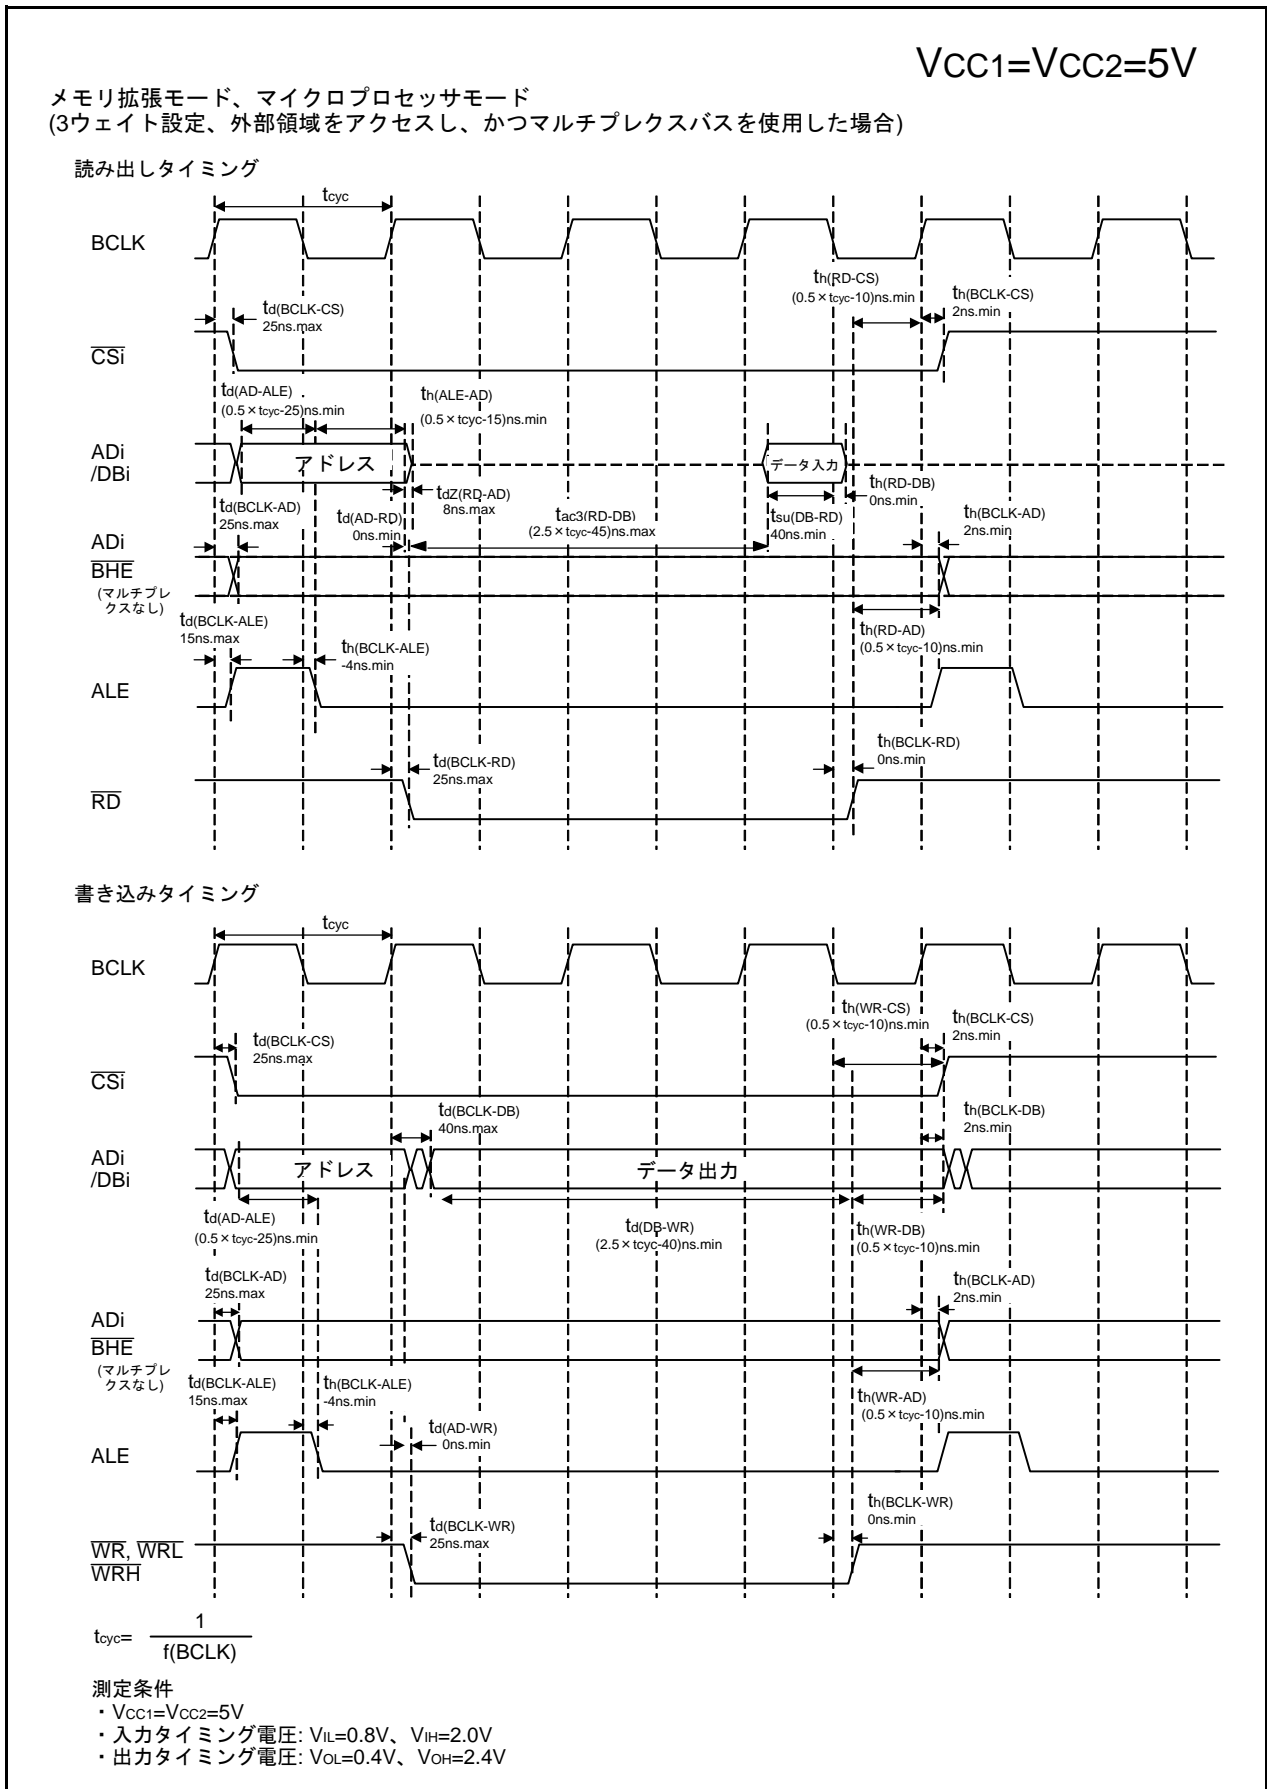 VCC1=VCC2=5V
メモリ拡張モード、マイクロプロセッサモード
(3ウェイト設定、外部領域をアクセスし、かつマルチプレクスバスを使用した場合)
読み出しタイミング
tcyc
BCLK
th(RD-CS)
(0.5×tcyc-10)ns.min
th(BCLK-CS)
2ns.min
td(BCLK-CS)
25ns.max
CSi
td(AD-ALE)
(0.5×tcyc-25)ns.min
th(ALE-AD)
(0.5×tcyc-15)ns.min
ADi
/DBi
アドレス
データ入力
td(BCLK-AD)
25ns.max
td(AD-RD)
0ns.min
tdZ(RD-AD)
8ns.max
tac3(RD-DB)
(2.5×tcyc-45)ns.max
tsu(DB-RD)
40ns.min
th(RD-DB)
0ns.min
th(BCLK-AD)
2ns.min
ADi
BHE
(マルチプレ
クスなし)
td(BCLK-ALE)
15ns.max
th(BCLK-ALE)
-4ns.min
th(RD-AD)
(0.5×tcyc-10)ns.min
ALE
td(BCLK-RD)
25ns.max
th(BCLK-RD)
0ns.min
RD
書き込みタイミング
tcyc
BCLK
th(WR-CS)
(0.5×tcyc-10)ns.min
th(BCLK-CS)
2ns.min
td(BCLK-CS)
25ns.max
CSi
td(BCLK-DB)
40ns.max
th(BCLK-DB)
2ns.min
ADi
/DBi
アドレス
データ出力
td(AD-ALE)
(0.5×tcyc-25)ns.min
td(DB-WR)
(2.5×tcyc-40)ns.min
th(WR-DB)
(0.5×tcyc-10)ns.min
td(BCLK-AD)
25ns.max
th(BCLK-AD)
2ns.min
ADi
BHE
(マルチプレ
クスなし)
td(BCLK-ALE)
15ns.max
th(BCLK-ALE)
-4ns.min
th(WR-AD)
(0.5×tcyc-10)ns.min
td(AD-WR)
0ns.min
ALE
th(BCLK-WR)
0ns.min
td(BCLK-WR)
25ns.max
WR, WRL
WRH
tcyc= 1
f(BCLK)
測定条件
・VCC1=VCC2=5V
・入力タイミング電圧: VIL=0.8V、VIH=2.0V
・出力タイミング電圧: VOL=0.4V、VOH=2.4V